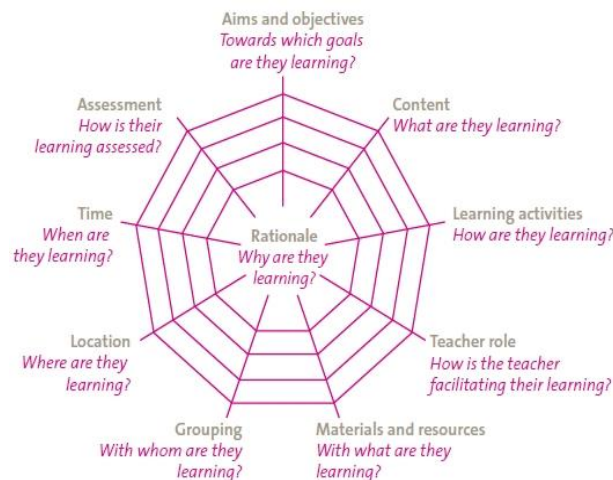 Aims and objectives
Towards which goals
are they learning?
Content
What are they learning?
Learning activities
How are they learning?
Teacher role
How is the teacher
facilitating their learning?
Materials and resources
With what are they
learning?
Grouping
With whom are they
learning?
Location
Where are they
learning?
Time
When are
they learning?
Assessment
How is their
learning assessed?
Rationale
Why are they
learning?